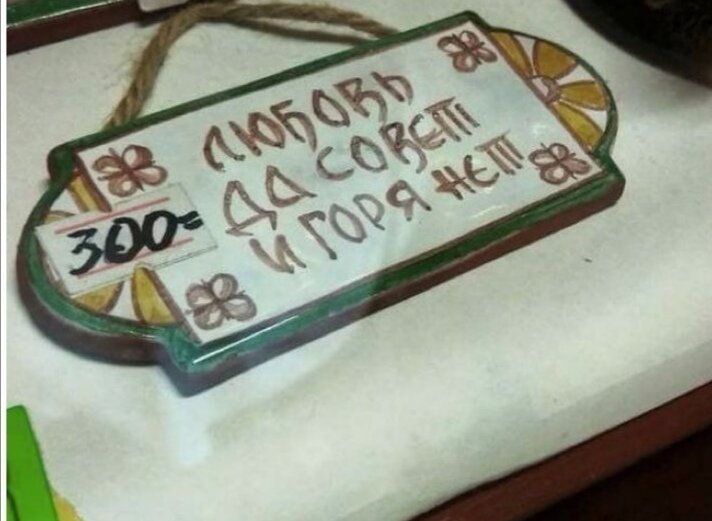 ЛЮБОВЬ
ДА СОВЕТ
И ГОРЯ НЕТ
300=